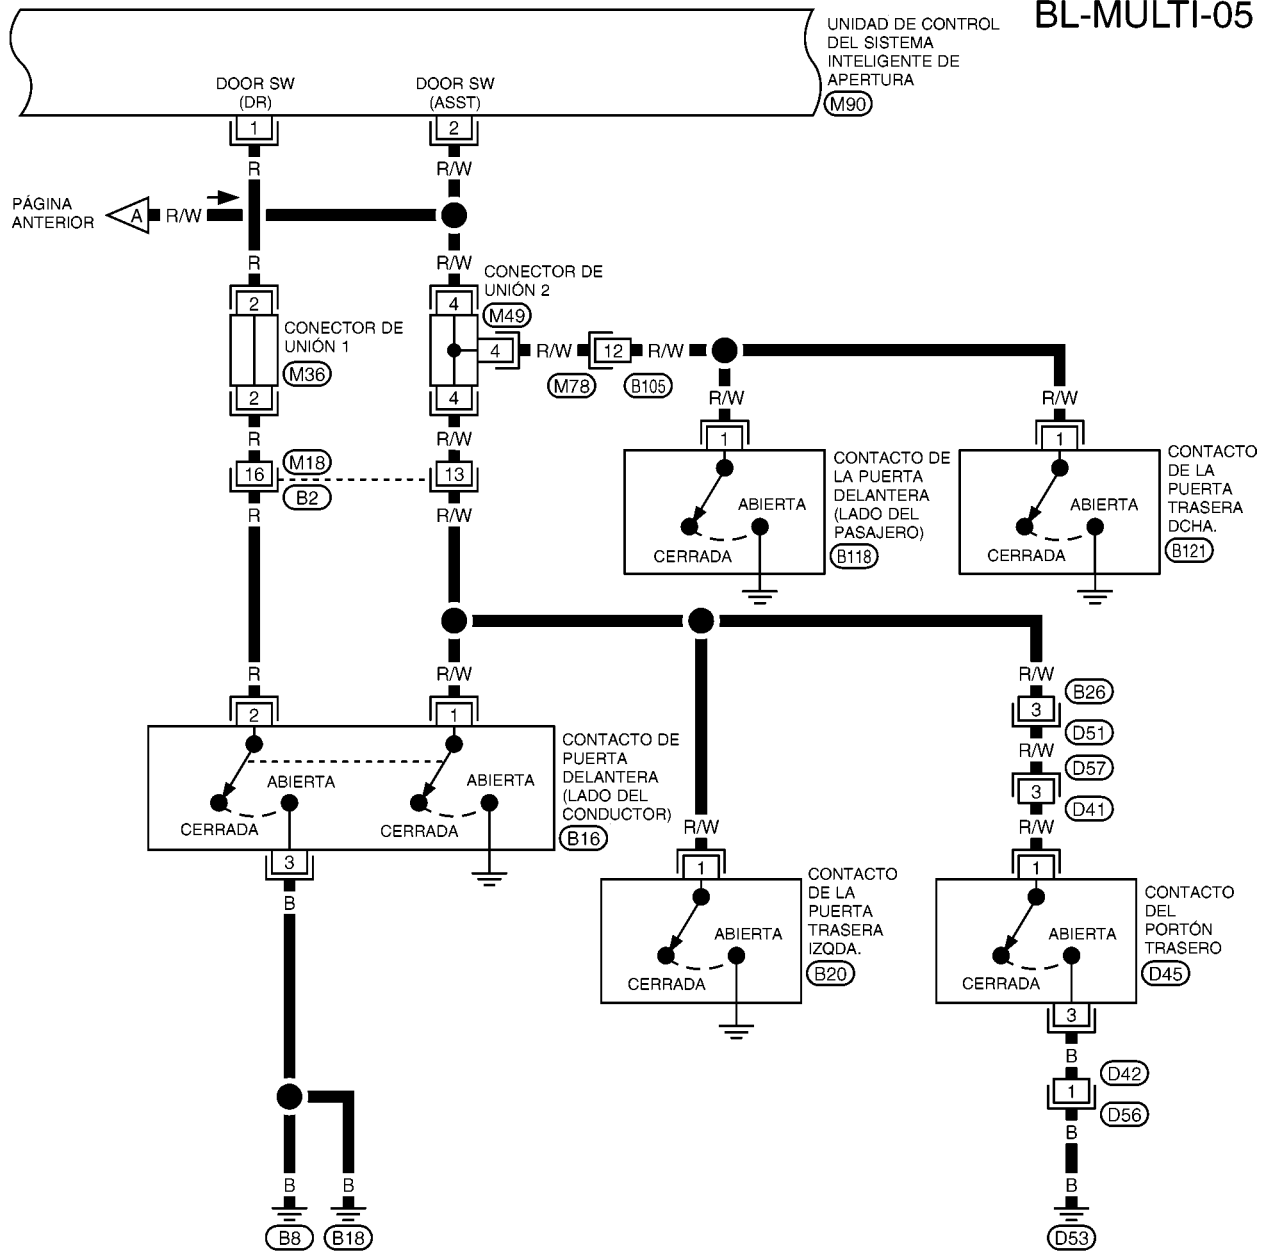 BL-MULTI-05
UNIDAD DE CONTROL
DEL SISTEMA
INTELIGENTE DE
APERTURA
M90
DOOR SW
(DR)
DOOR SW
(ASST)
1
2
R
R/W
PÁGINA
ANTERIOR
A
R/W
R
R/W
CONECTOR DE
UNIÓN 2
M49
2
4
CONECTOR DE
UNIÓN 1
M36
4
R/W
12
R/W
M78
B105
2
4
R/W
R/W
R
R/W
1
1
M18
16
13
B2
R
R/W
CONTACTO DE
LA PUERTA
DELANTERA
(LADO DEL
PASAJERO)
B118
ABIERTA
CERRADA
CONTACTO
DE LA
PUERTA
TRASERA
DCHA.
B121
ABIERTA
CERRADA
R
R/W
2
1
CONTACTO DE
PUERTA
DELANTERA
(LADO DEL
CONDUCTOR)
B16
ABIERTA
CERRADA
ABIERTA
CERRADA
3
B
R/W
B26
3
D51
R/W
D57
3
D41
R/W
R/W
1
1
CONTACTO
DE LA
PUERTA
TRASERA
IZQDA.
B20
ABIERTA
CERRADA
CONTACTO
DEL
PORTÓN
TRASERO
D45
ABIERTA
CERRADA
3
B
D42
1
D56
B
B
B
B
B8
B18
D53